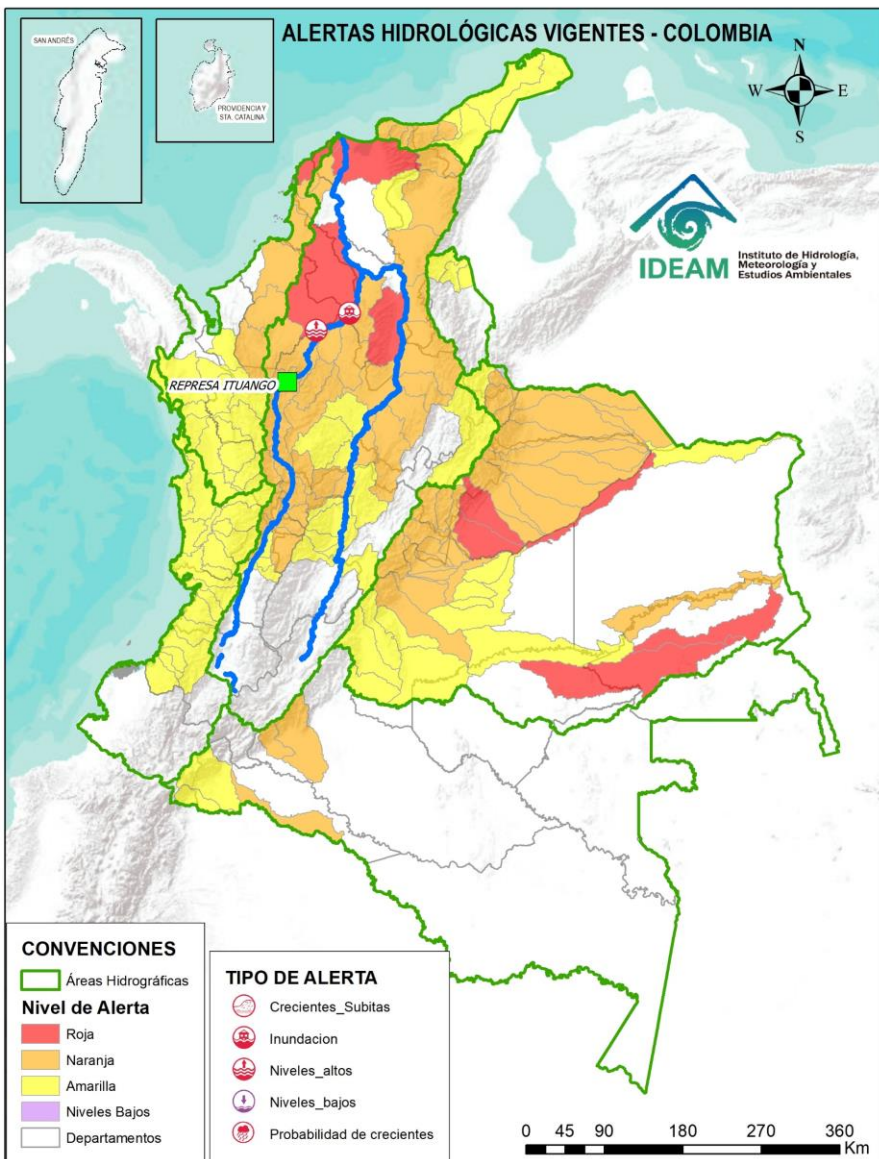 ALERTAS HIDROLÓGICAS VIGENTES - COLOMBIA
SAN ANDRÉS
PROVIDENCIA Y
STA. CATALINA
N
W
E
S
IDEAM
Instituto de Hidrología,
Meteorología y
Estudios Ambientales
REPRESA ITUANGO
CONVENCIONES
Áreas Hidrográficas
Nivel de Alerta
Roja
Naranja
Amarilla
Niveles Bajos
Departamentos
TIPO DE ALERTA
Crecientes_Subitas
Inundacion
Niveles_altos
Niveles_bajos
Probabilidad de crecientes
0 45 90 180 270 360
Km